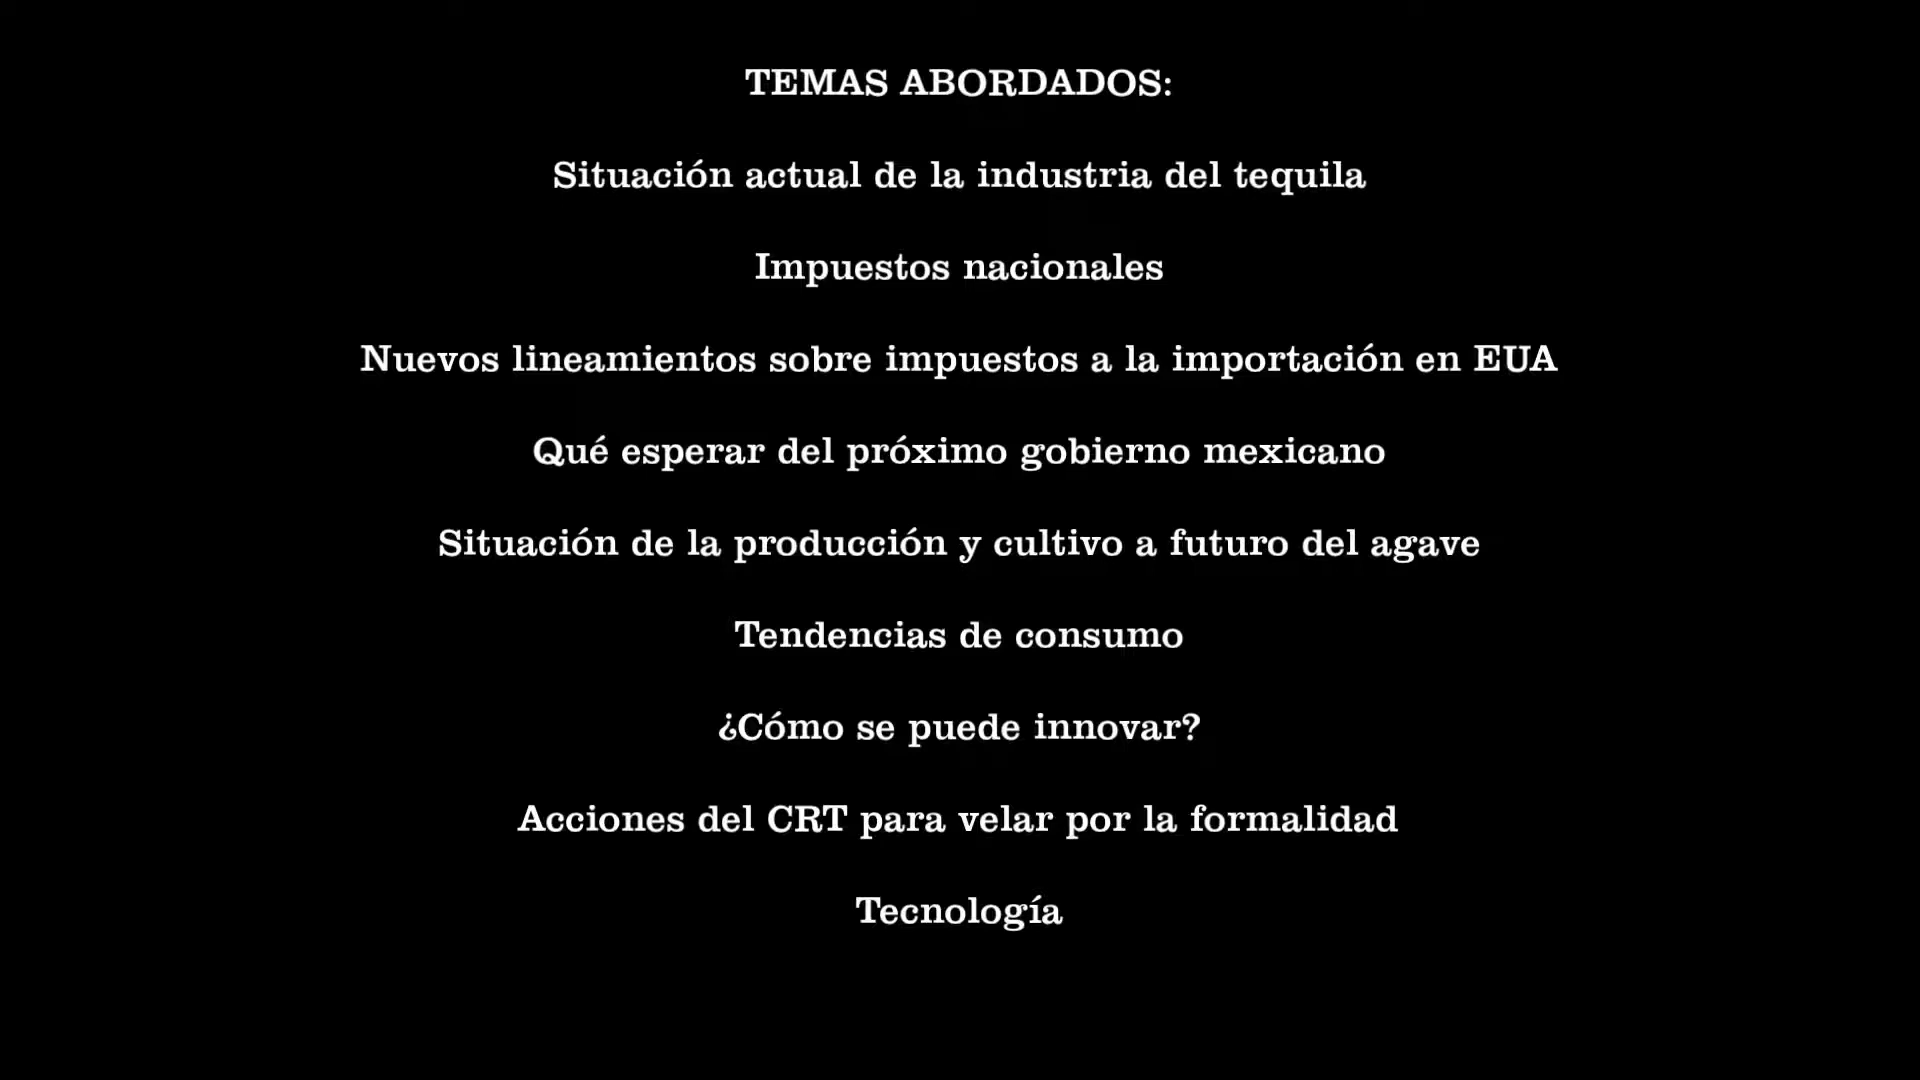 TEMAS ABORDADOS:
Situación actual de la industria del tequila
Impuestos nacionales
Nuevos lineamientos sobre impuestos a la importación en EUA
Qué esperar del próximo gobierno mexicano
Situación de la producción y cultivo a futuro del agave
Tendencias de consumo
¿Cómo se puede innovar?
Acciones del CRT para velar por la formalidad
Tecnología